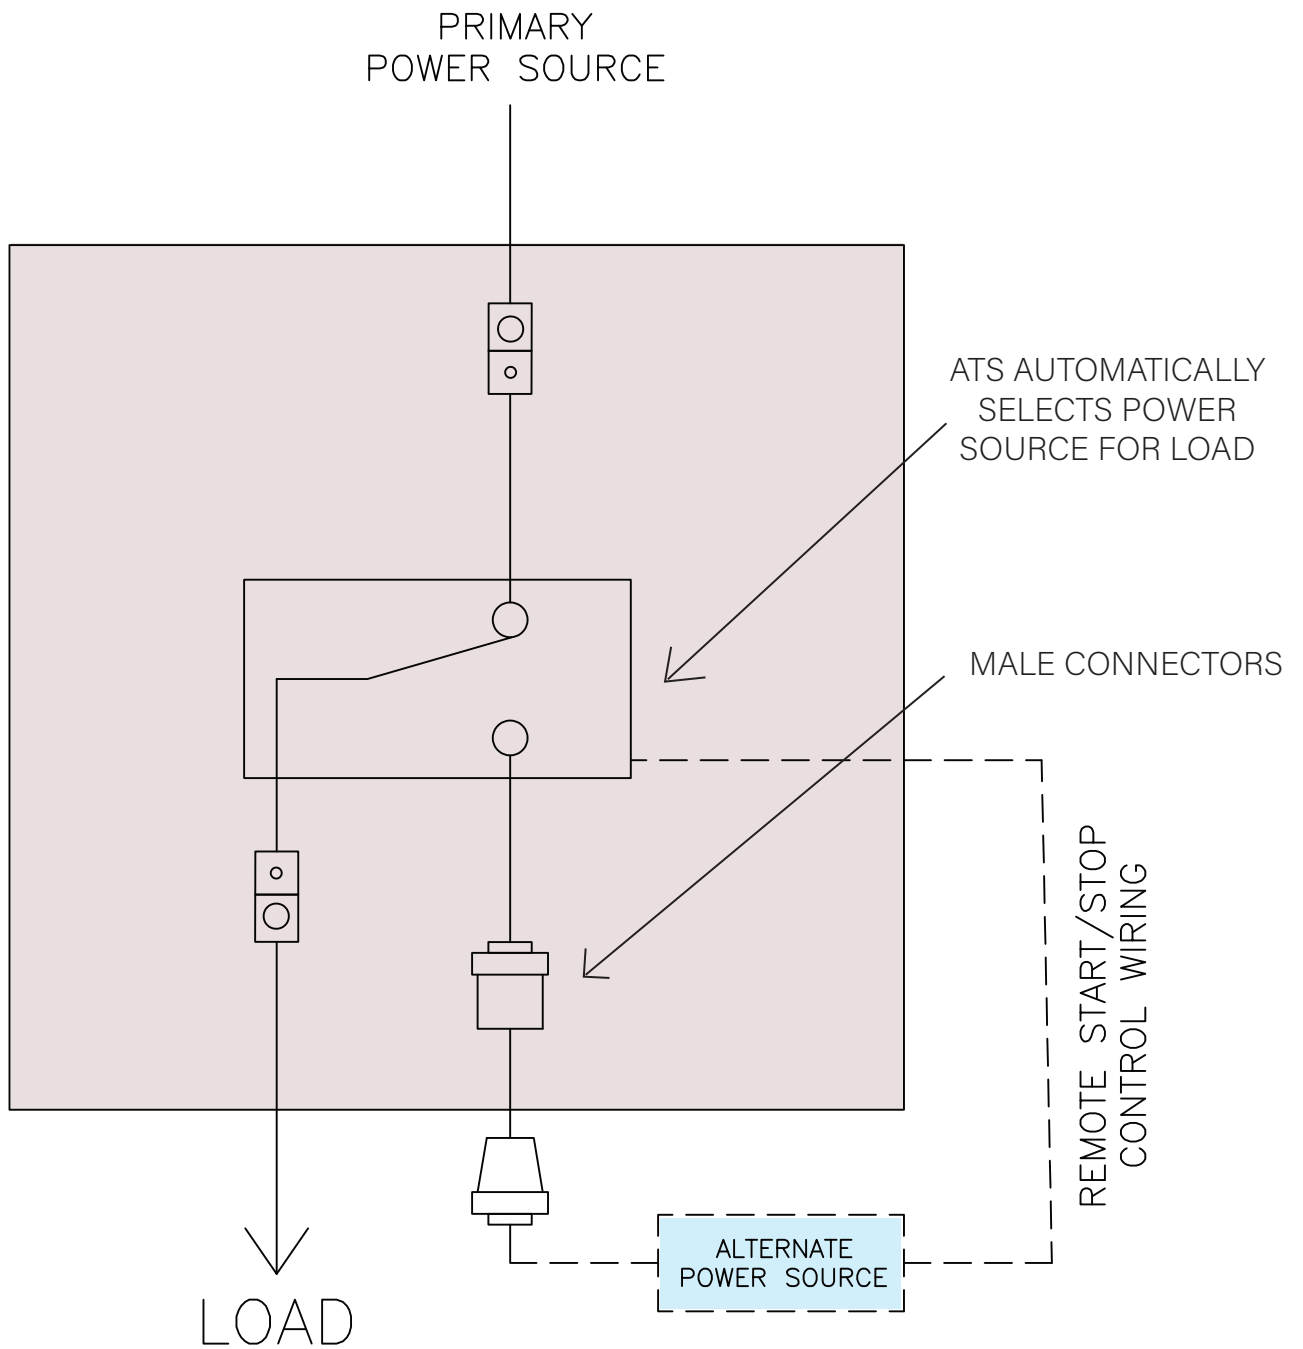 PRIMARY
POWER SOURCE
ATS AUTOMATICALLY
SELECTS POWER
SOURCE FOR LOAD
MALE CONNECTORS
REMOTE START/STOP
CONTROL WIRING
ALTERNATE
POWER SOURCE
LOAD